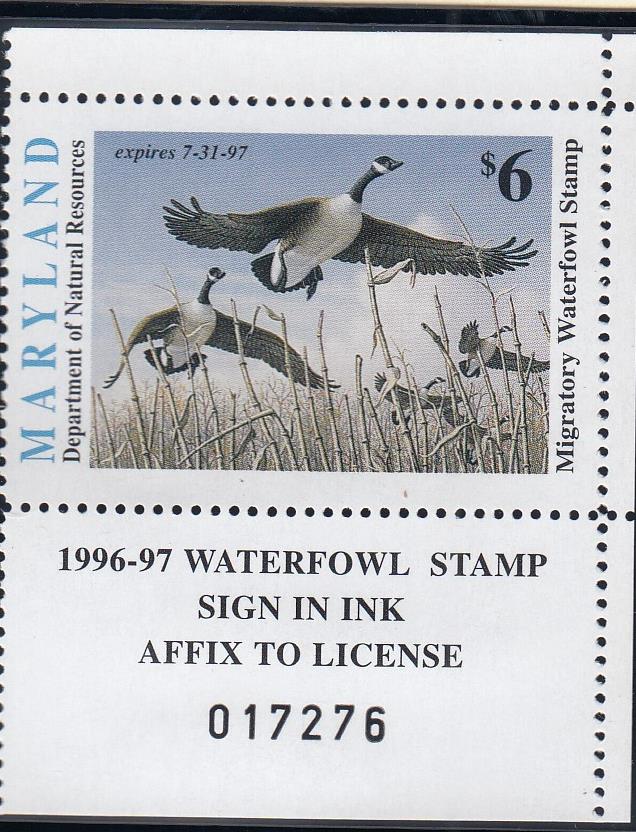 MARYLAND
Department of Natural Resources
expires 7-31-97
$6
Migratory Waterfowl Stamp
1996-97 WATERFOWL STAMP
SIGN IN INK
AFFIX TO LICENSE
017276